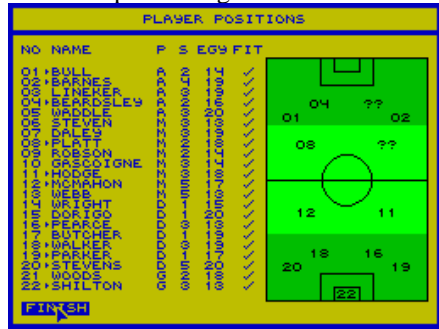 PLAYER POSITIONS
NO NAME P S EGY FIT
01▸BULL A 2 14 ✓
02▸BARNES A 4 19 ✓
03 LINEKER A 3 19 ✓
04▸BEARDSLEY A 2 16 ✓
05 WADDLE A 3 20 ✓
06 STEVEN M 3 13 ✓
07 DALEY M 3 19 ✓
08▸PLATT M 2 18 ✓
09 ROBSON M 2 14 ✓
10 GASCOIGNE M 3 14 ✓
11▸HODGE M 3 18 ✓
12▸MCMAHON M 5 17 ✓
13 WEBB M 5 13 ✓
14 WRIGHT D 1 15 ✓
15 DORIGO D 1 20 ✓
16▸PEARCE D 3 13 ✓
17 BUTCHER D 1 19 ✓
18▸WALKER D 3 19 ✓
19▸PARKER D 1 17 ✓
20▸STEVENS D 5 20 ✓
21 WOODS G 2 18 ✓
22▸SHILTON G 3 13 ✓
04 ??
01 02
08 ??
12 11
18 16
20 19
22
FINISH